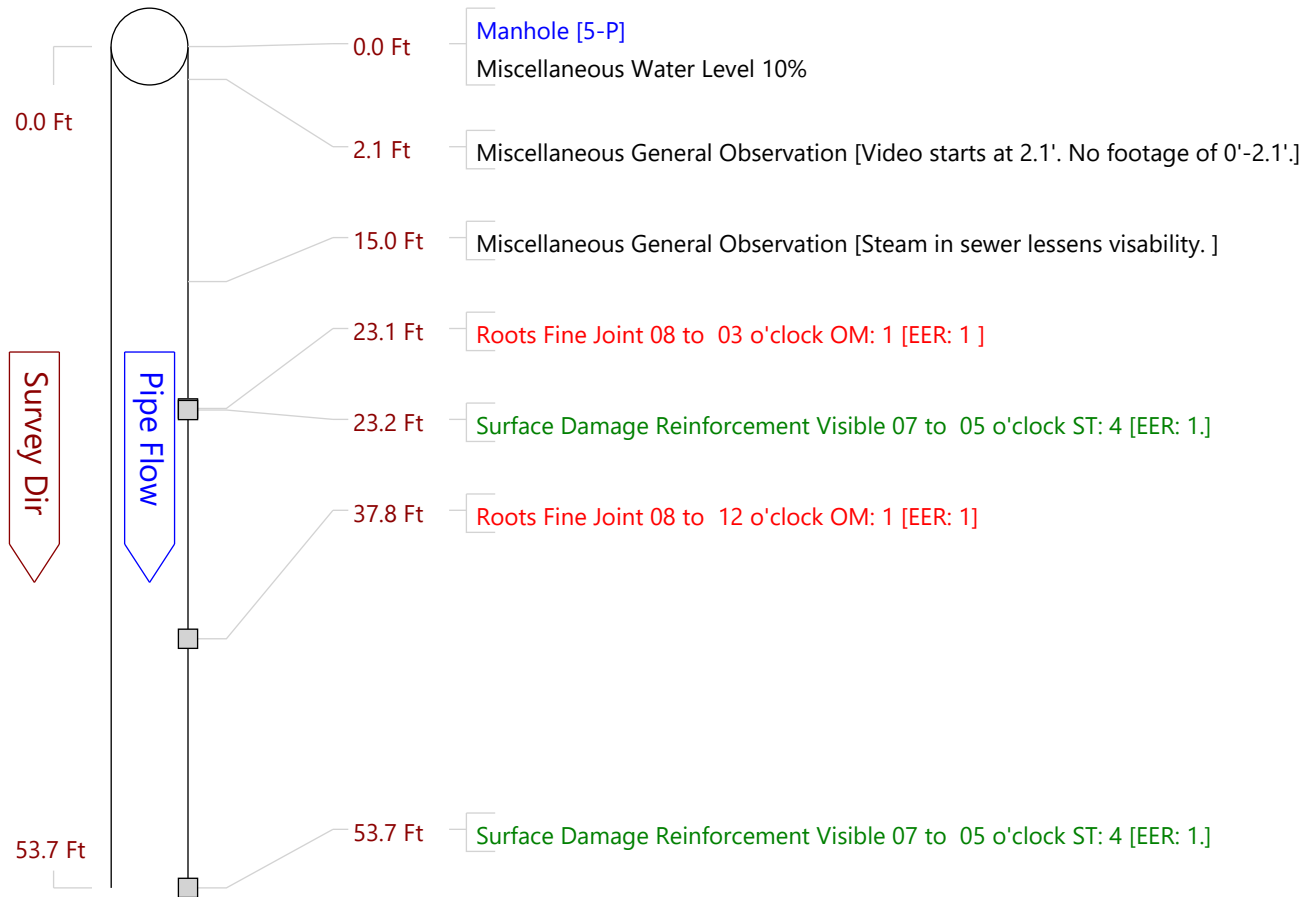 0.0 Ft
Manhole [5-P]
Miscellaneous Water Level 10%
0.0 Ft
2.1 Ft
Miscellaneous General Observation [Video starts at 2.1'. No footage of 0'-2.1'.]
15.0 Ft
Miscellaneous General Observation [Steam in sewer lessens visability. ]
23.1 Ft
Roots Fine Joint 08 to  03 o'clock OM: 1 [EER: 1 ]
Survey Dir
Pipe Flow
23.2 Ft
Surface Damage Reinforcement Visible 07 to  05 o'clock ST: 4 [EER: 1.]
37.8 Ft
Roots Fine Joint 08 to  12 o'clock OM: 1 [EER: 1]
53.7 Ft
Surface Damage Reinforcement Visible 07 to  05 o'clock ST: 4 [EER: 1.]
53.7 Ft